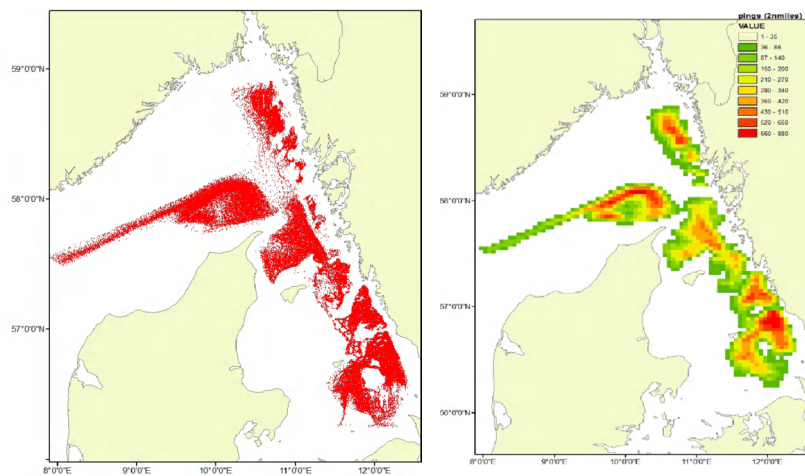 59°0'0"N
58°0'0"N
57°0'0"N
8°0'0"E
9°0'0"E
10°0'0"E
11°0'0"E
12°0'0"E
pings (2nmiles)
VALUE
1 - 35
36 - 86
87 - 140
150 - 200
210 - 270
360 - 420
430 - 510
520 - 650
660 - 880
59°0'0"N
58°0'0"N
57°0'0"N
56°0'0"N
8°0'0"E
9°0'0"E
10°0'0"E
11°0'0"E
12°0'0"E